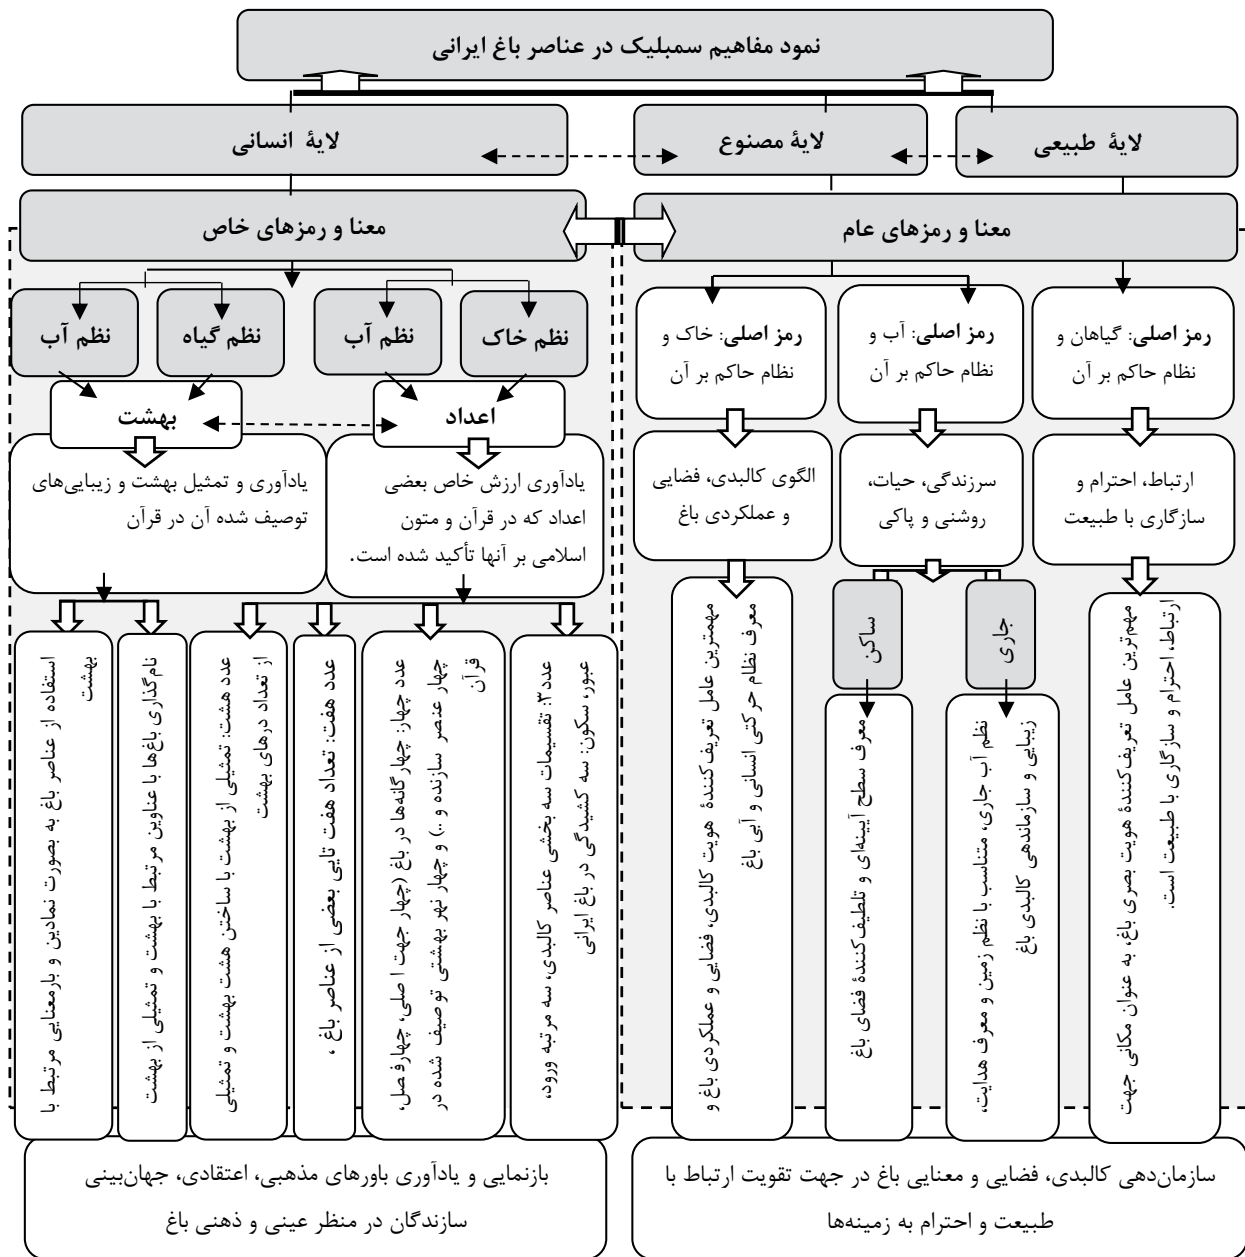 نمود مفاهیم سمبلیک در عناصر باغ ایرانی
لایهٔ طبیعی
لایهٔ مصنوع
لایهٔ انسانی
معنا و رمزهای عام
معنا و رمزهای خاص
رمز اصلی: گیاهان و
نظام حاکم بر آن
رمز اصلی: آب و
نظام حاکم بر آن
رمز اصلی: خاک و
نظام حاکم بر آن
نظم خاک
نظم آب
نظم گیاه
نظم آب
اعداد
بهشت
ارتباط، احترام و
سازگاری با طبیعت
سرزندگی، حیات،
روشنی و پاکی
الگوی کالبدی، فضایی
و عملکردی باغ
یادآوری ارزش خاص بعضی
اعداد که در قرآن و متون
اسلامی بر آنها تأکید شده است.
یادآوری و تمثیل بهشت و زیبایی‌های
توصیف شده آن در قرآن
جاری
ساکن
مهم‌ترین عامل تعریف‌کنندهٔ هویت بصری باغ، به عنوان مکانی جهت
ارتباط، احترام و سازگاری با طبیعت است.
نظم آب جاری، متناسب با نظم زمین و معرف هدایت،
زیبایی و سازماندهی کالبدی باغ
معرف سطح آیینه‌ای و تلطیف‌کنندهٔ فضای باغ
مهمترین عامل تعریف‌کنندهٔ هویت کالبدی، فضایی و عملکردی باغ و
معرف نظام حرکتی انسانی و آبی باغ
عدد ۳: تقسیمات سه بخشی عناصر کالبدی، سه مرتبه ورود،
عبور، سکون: سه کشیدگی در باغ ایرانی
عدد چهار: چهارگانه‌ها در باغ (چهار جهت ا صلی، چهارفصل،
چهار عنصر سازنده و ..) و چهار نهر بهشتی توصیف شده در
قرآن
عدد هفت: تعداد هفت تایی بعضی از عناصر باغ ،
عدد هشت: تمثیلی از بهشت با ساختن هشت بهشت و تمثیلی
از تعداد درهای بهشت
نام‌گذاری باغ‌ها با عناوین مرتبط با بهشت و تمثیلی از بهشت
استفاده از عناصر باغ به بصورت نمادین و بارمعنایی مرتبط با
بهشت
سازمان‌دهی کالبدی، فضایی و معنایی باغ در جهت تقویت ارتباط با
طبیعت و احترام به زمینه‌ها
بازنمایی و یادآوری باورهای مذهبی، اعتقادی، جهان‌بینی
سازندگان در منظر عینی و ذهنی باغ